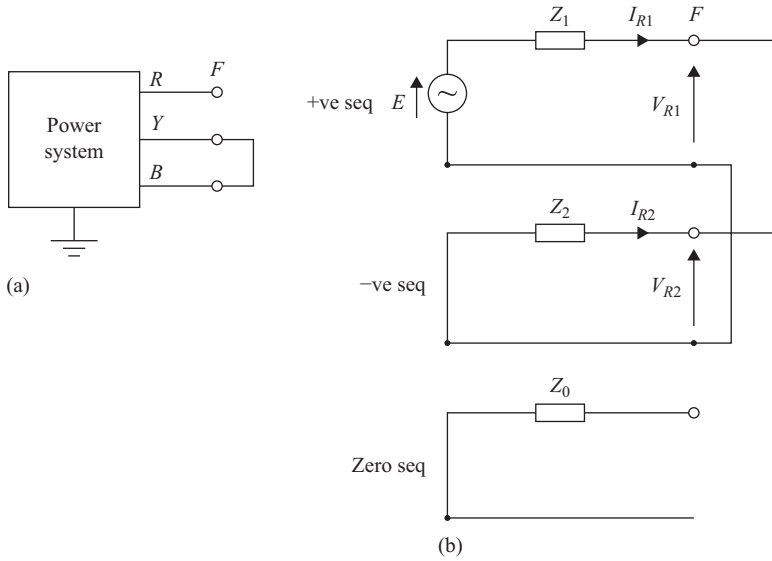 R
F
Power
system
Y
B
(a)
Z1
IR1
F
+ve seq
E
VR1
Z2
IR2
−ve seq
VR2
Z0
Zero seq
(b)